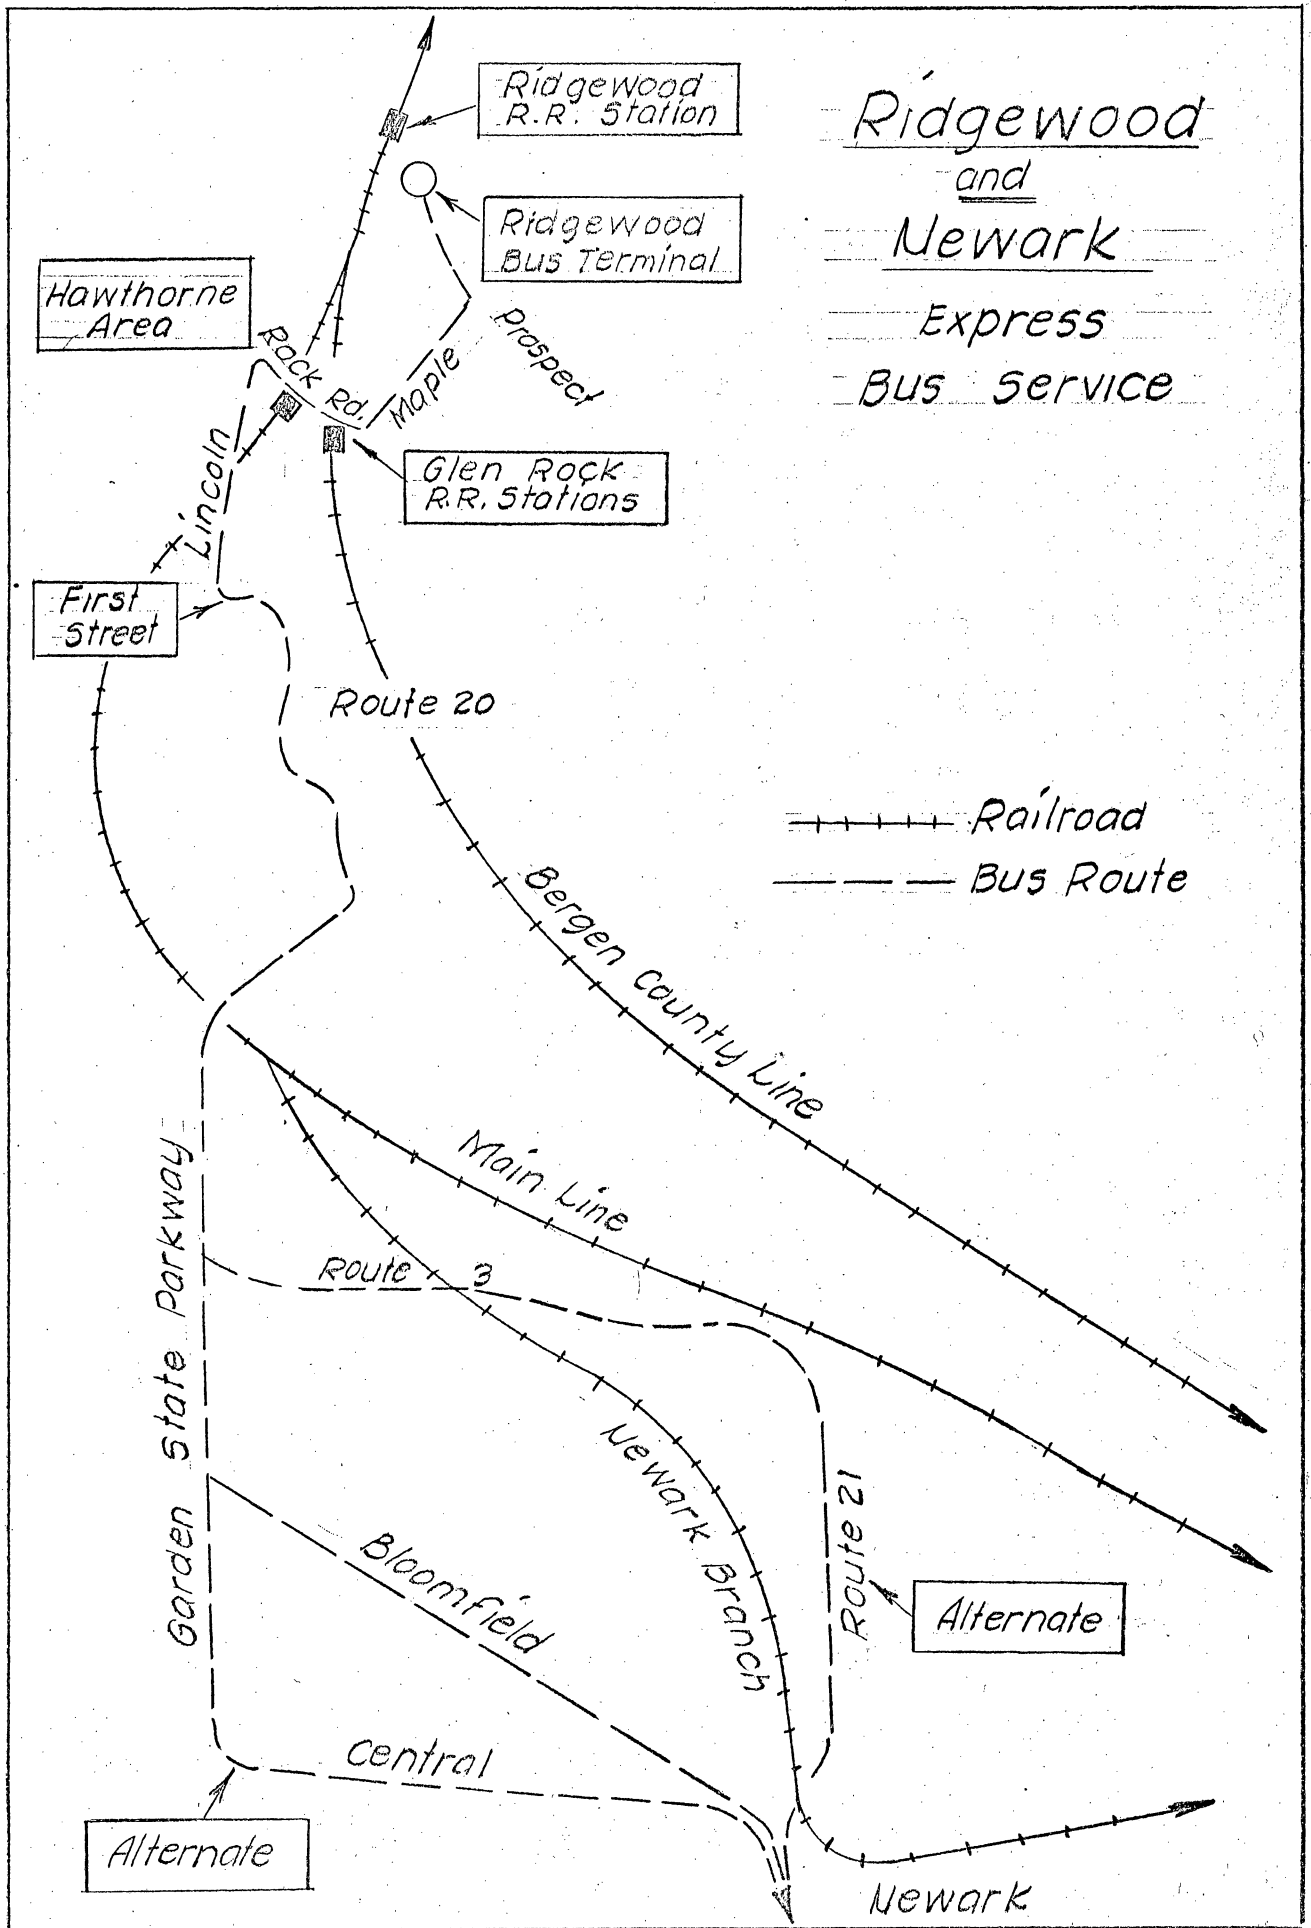 Ridgewood
and
Newark
Express
Bus Service
Ridgewood
R.R. Station
Ridgewood
Bus Terminal
Hawthorne
Area
Rock Rd.
Maple
Prospect
Lincoln
Glen Rock
R.R. Stations
First
Street
Route 20
Railroad
Bus Route
Bergen County Line
Main Line
Garden State Parkway
Route 3
Newark Branch
Route 21
Bloomfield
Alternate
Central
Alternate
Newark